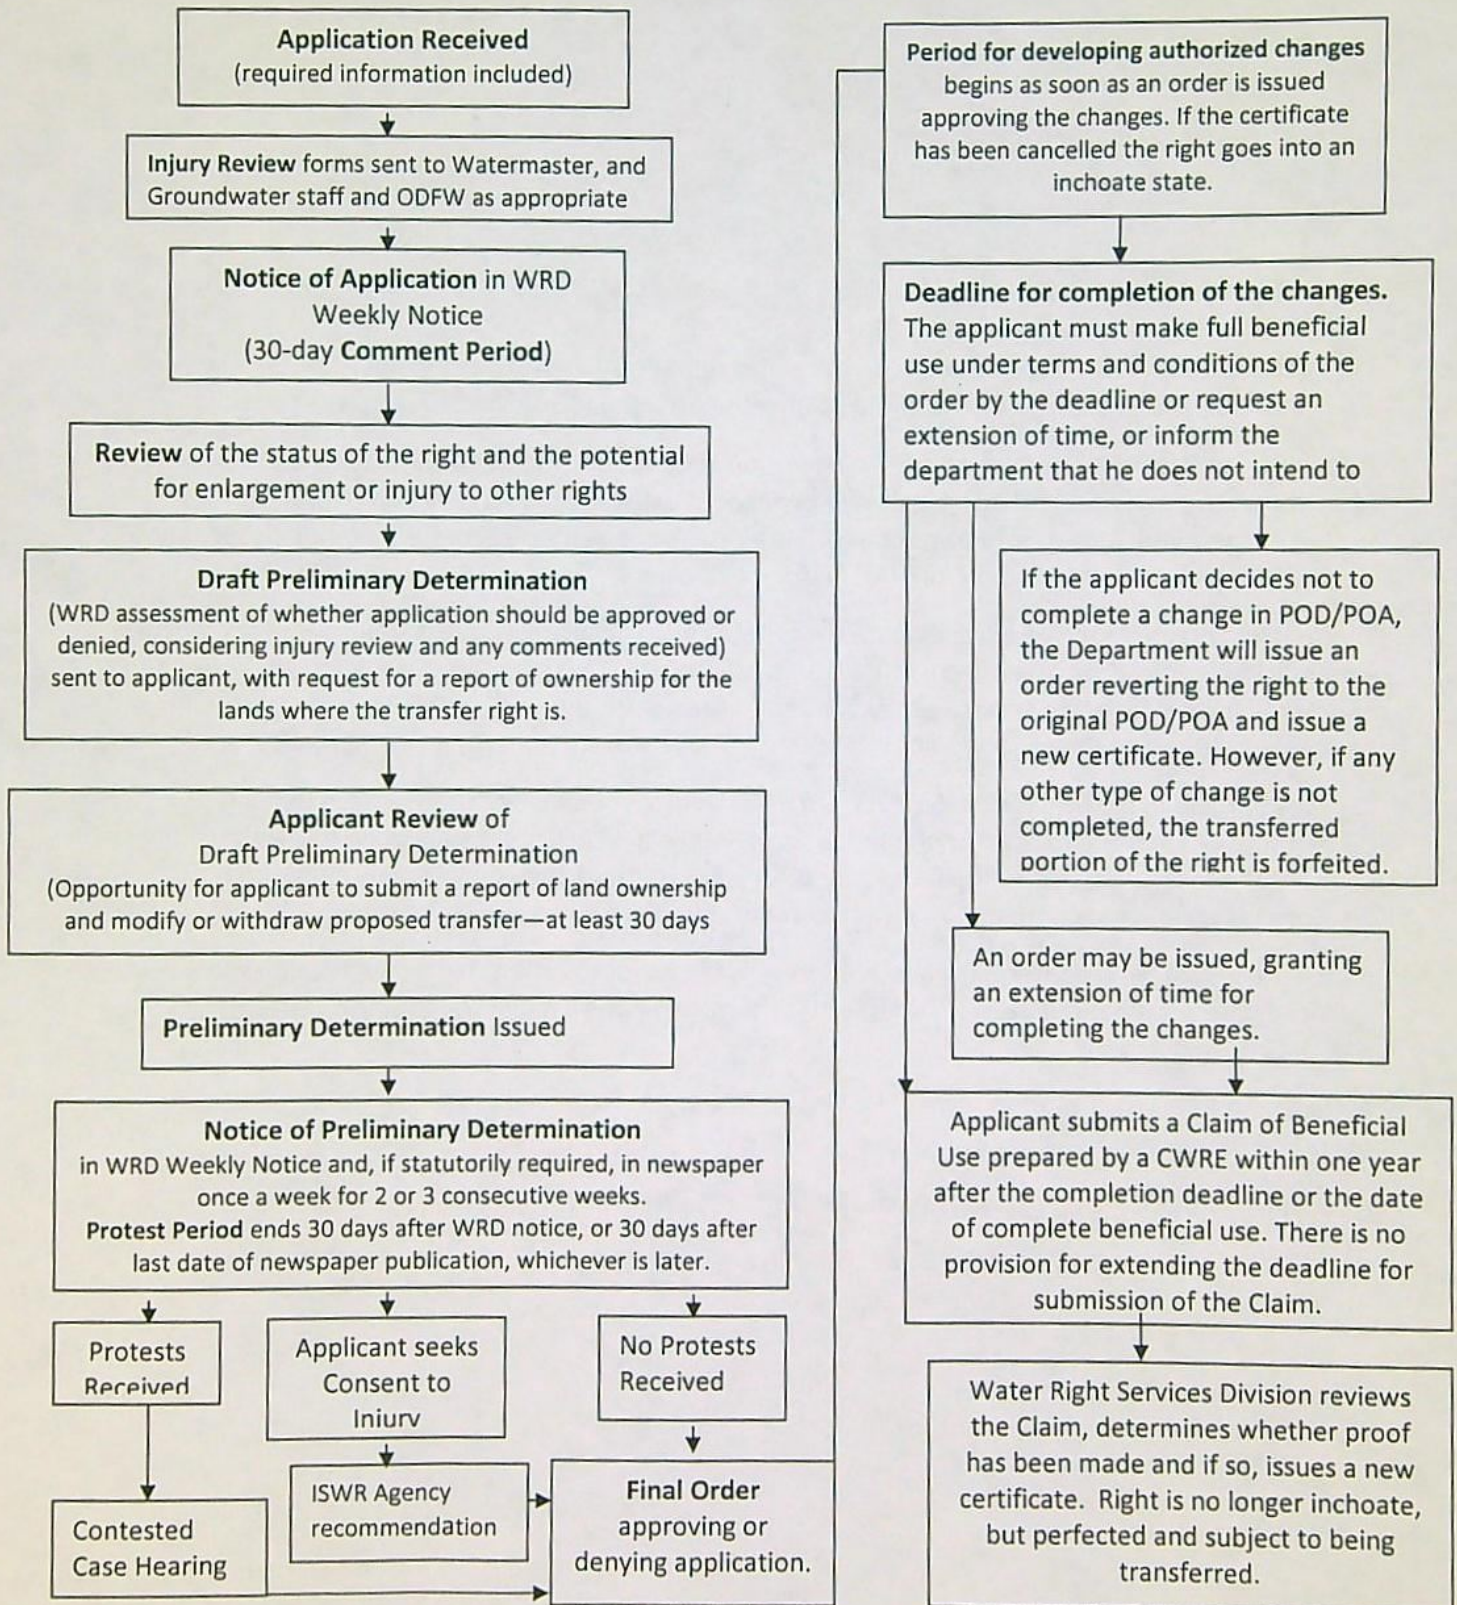 Application Received
(required information included)
Injury Review forms sent to Watermaster, and
Groundwater staff and ODFW as appropriate
Notice of Application in WRD
Weekly Notice
(30-day Comment Period)
Review of the status of the right and the potential
for enlargement or injury to other rights
Draft Preliminary Determination
(WRD assessment of whether application should be approved or
denied, considering injury review and any comments received)
sent to applicant, with request for a report of ownership for the
lands where the transfer right is.
Applicant Review of
Draft Preliminary Determination
(Opportunity for applicant to submit a report of land ownership
and modify or withdraw proposed transfer—at least 30 days
Preliminary Determination Issued
Notice of Preliminary Determination
in WRD Weekly Notice and, if statutorily required, in newspaper
once a week for 2 or 3 consecutive weeks.
Protest Period ends 30 days after WRD notice, or 30 days after
last date of newspaper publication, whichever is later.
Protests
Received
Applicant seeks
Consent to
Injury
No Protests
Received
Contested
Case Hearing
ISWR Agency
recommendation
Final Order
approving or
denying application.
Period for developing authorized changes
begins as soon as an order is issued
approving the changes. If the certificate
has been cancelled the right goes into an
inchoate state.
Deadline for completion of the changes.
The applicant must make full beneficial
use under terms and conditions of the
order by the deadline or request an
extension of time, or inform the
department that he does not intend to
If the applicant decides not to
complete a change in POD/POA,
the Department will issue an
order reverting the right to the
original POD/POA and issue a
new certificate. However, if any
other type of change is not
completed, the transferred
portion of the right is forfeited.
An order may be issued, granting
an extension of time for
completing the changes.
Applicant submits a Claim of Beneficial
Use prepared by a CWRE within one year
after the completion deadline or the date
of complete beneficial use. There is no
provision for extending the deadline for
submission of the Claim.
Water Right Services Division reviews
the Claim, determines whether proof
has been made and if so, issues a new
certificate. Right is no longer inchoate,
but perfected and subject to being
transferred.